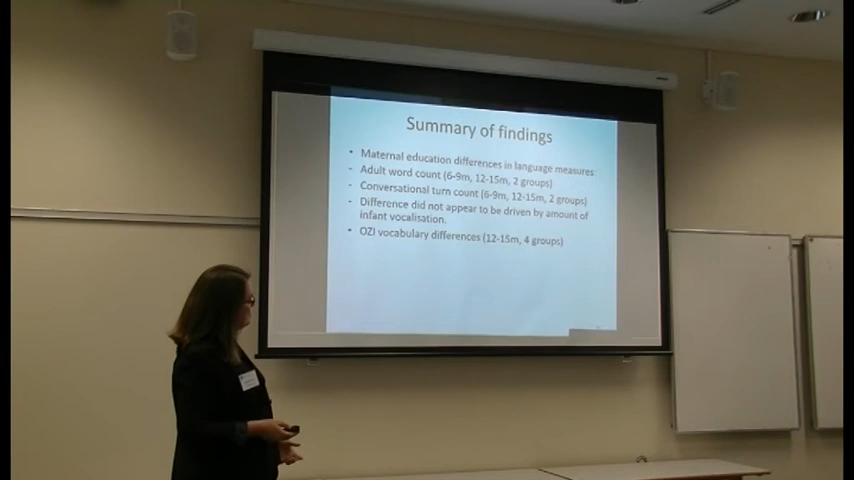 Summary of findings
• Maternal education differences in language measures:
- Adult word count (6-9m, 12-15m, 2 groups)
- Conversational turn count (6-9m, 12-15m, 2 groups)
- Difference did not appear to be driven by amount of
infant vocalisation.
• OZI vocabulary differences (12-15m, 4 groups)